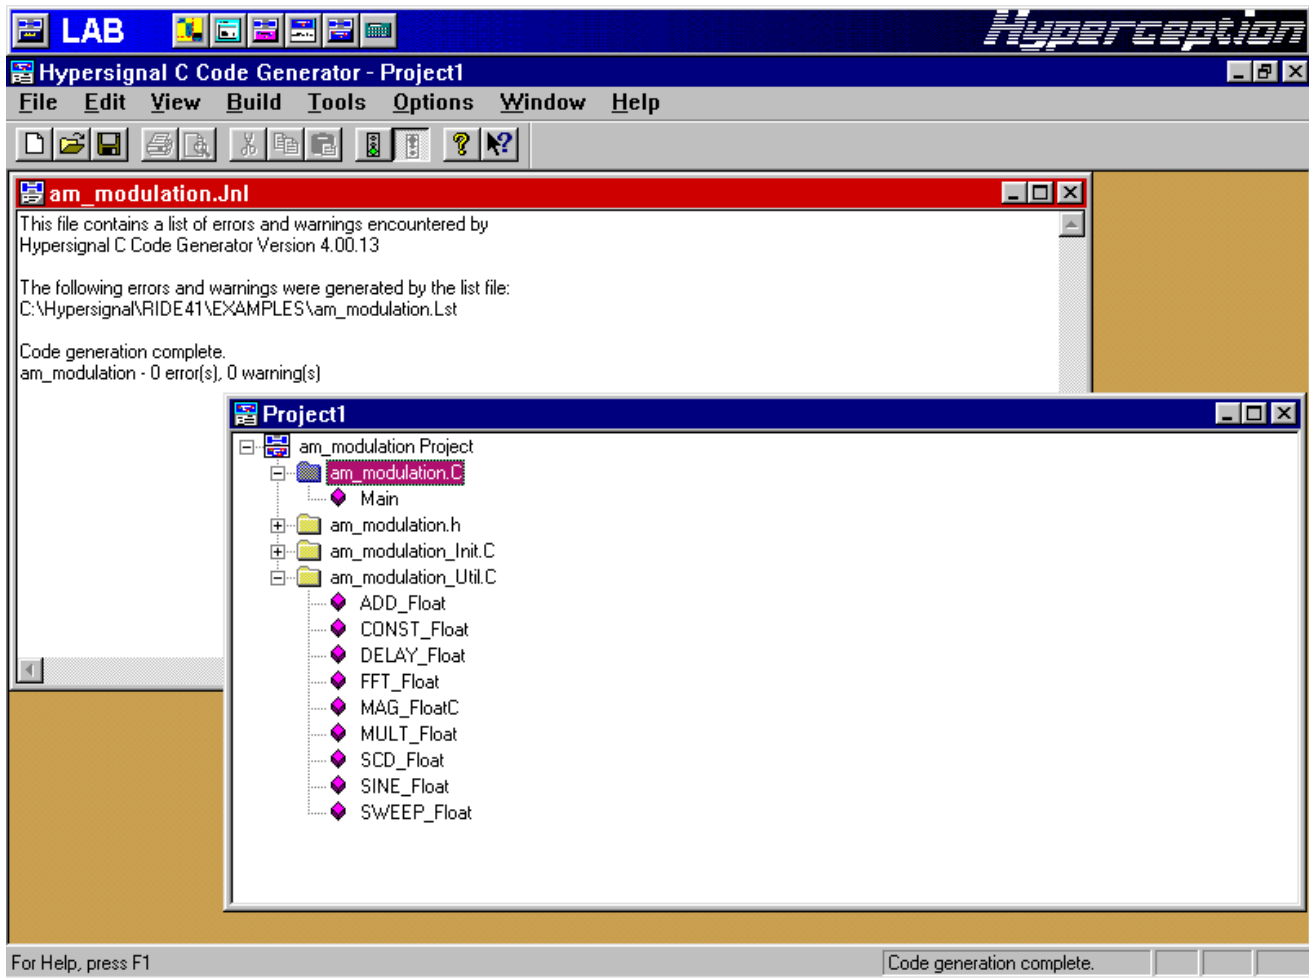 LAB
Hyperception
Hypersignal C Code Generator - Project1
File Edit View Build Tools Options Window Help
am_modulation.Jnl
This file contains a list of errors and warnings encountered by
Hypersignal C Code Generator Version 4.00.13
The following errors and warnings were generated by the list file:
C:\Hypersignal\RIDE41\EXAMPLES\am_modulation.Lst
Code generation complete.
am_modulation - 0 error(s), 0 warning(s)
Project1
am_modulation Project
am_modulation.C
Main
am_modulation.h
am_modulation_Init.C
am_modulation_Util.C
ADD_Float
CONST_Float
DELAY_Float
FFT_Float
MAG_FloatC
MULT_Float
SCD_Float
SINE_Float
SWEEP_Float
For Help, press F1
Code generation complete.